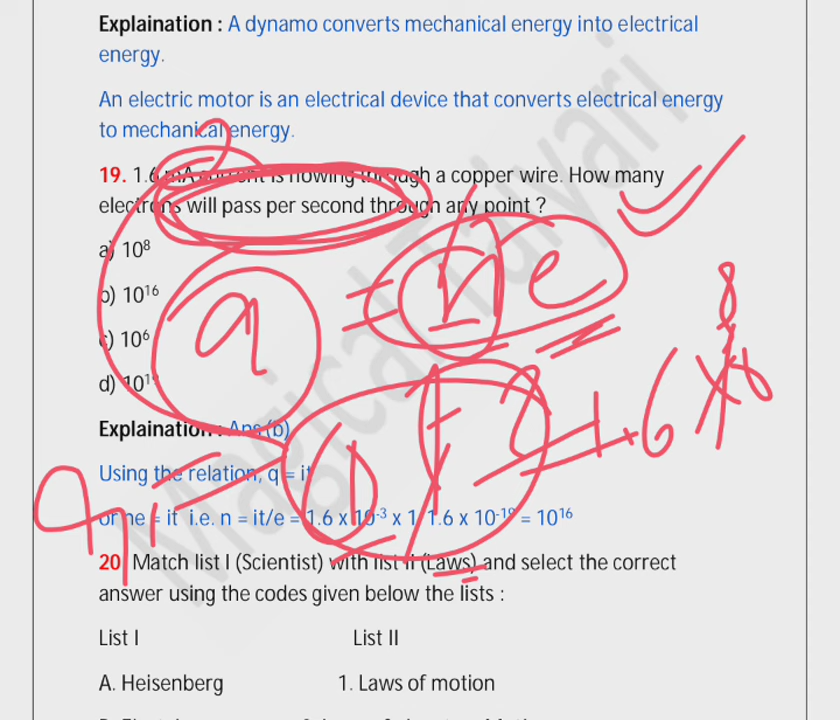 Explaination : A dynamo converts mechanical energy into electrical
energy.
An electric motor is an electrical device that converts electrical energy
to mechanical energy.
19. 1.6 mA current is flowing through a copper wire. How many
electrons will pass per second through any point ?
a) 10⁸
b) 10¹⁶
c) 10⁶
d) 10
Explaination : Ans (b)
Using the relation, q = it
or ne = it i.e. n = it/e = 1.6 x 10⁻³ x 1/ 1.6 x 10⁻¹⁹ = 10¹⁶
20 Match list I (Scientist) with list II (Laws) and select the correct
answer using the codes given below the lists :
List I List II
A. Heisenberg 1. Laws of motion
Magical Taiyari
q = ne